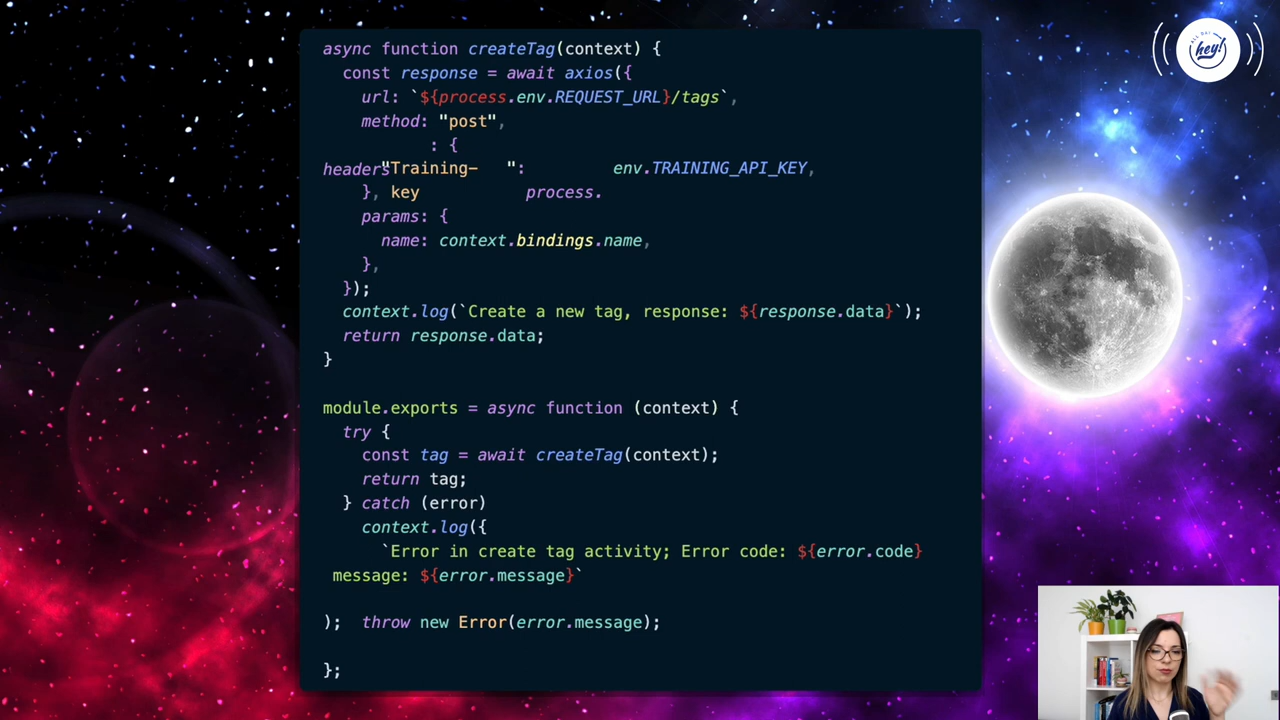 async function createTag(context) {
const response = await axios({
url: `${process.env.REQUEST_URL}/tags`,
method: "post",
: {
headers"Training- ": env.TRAINING_API_KEY,
}, key process.
params: {
name: context.bindings.name,
},
});
context.log(`Create a new tag, response: ${response.data}`);
return response.data;
}
module.exports = async function (context) {
try {
const tag = await createTag(context);
return tag;
} catch (error)
context.log({
`Error in create tag activity; Error code: ${error.code}
message: ${error.message}`
); throw new Error(error.message);
};
hey!